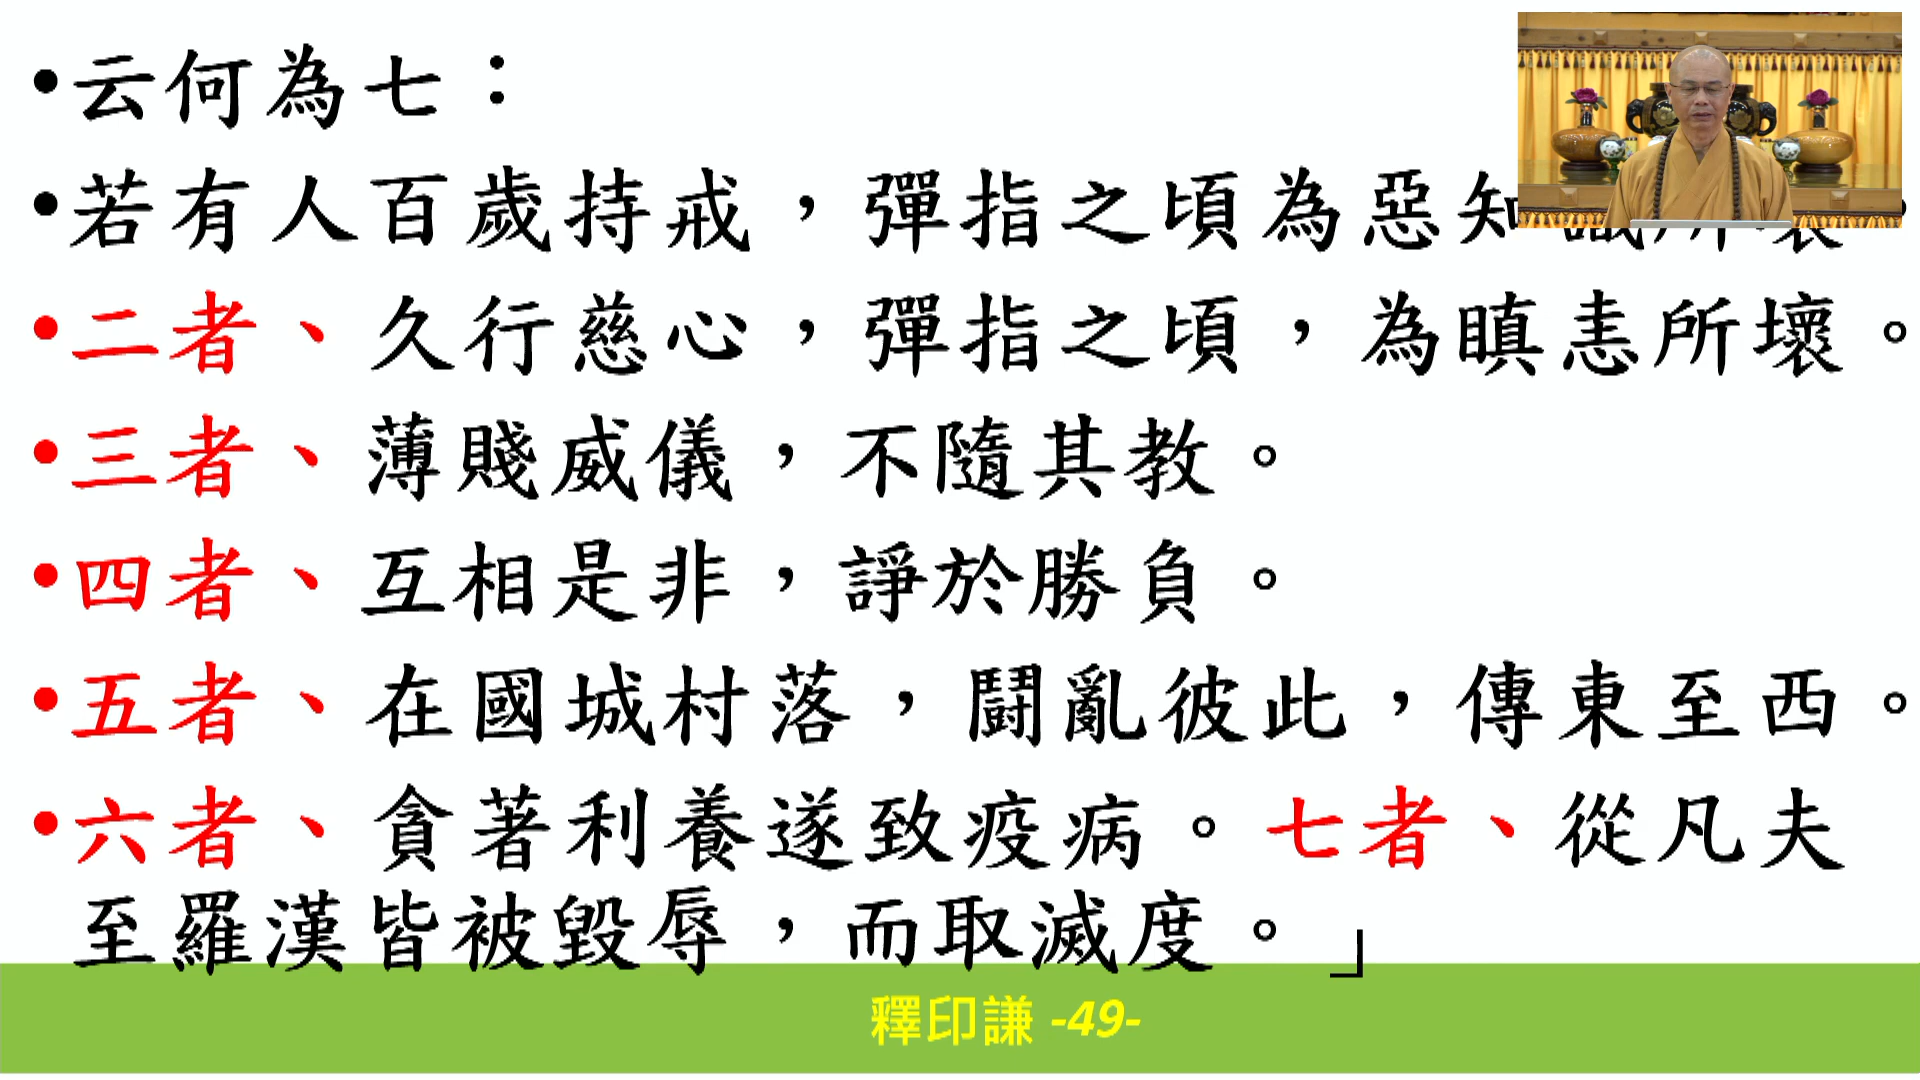 •云何為七：
•若有人百歲持戒，彈指之頃為惡知識所壞
•二者、久行慈心，彈指之頃，為瞋恚所壞。
•三者、薄賤威儀，不隨其教。
•四者、互相是非，諍於勝負。
•五者、在國城村落，鬪亂彼此，傳東至西。
•六者、貪著利養遂致疫病。七者、從凡夫
至羅漢皆被毀辱，而取滅度。」
釋印謙 -49-